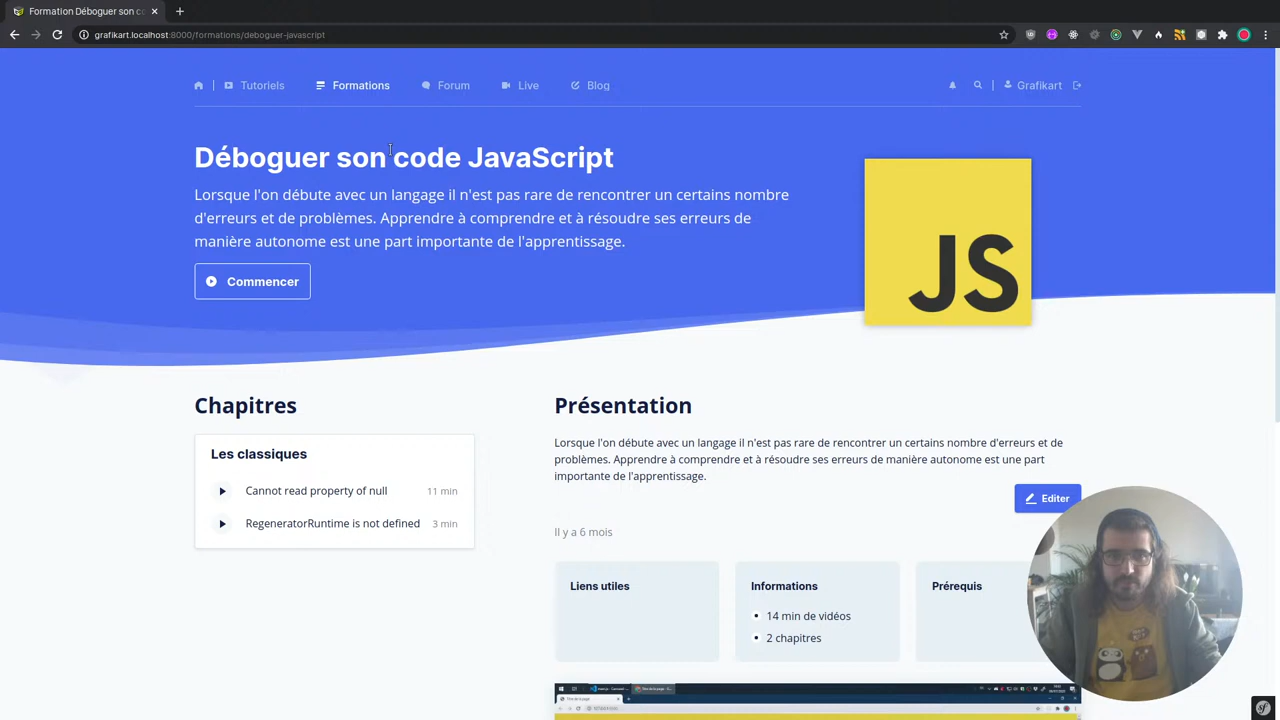 Formation Déboguer son co
grafikart.localhost:8000/formations/deboguer-javascript
Tutoriels
Formations
Forum
Live
Blog
Grafikart
Déboguer son code JavaScript
Lorsque l'on débute avec un langage il n'est pas rare de rencontrer un certains nombre
d'erreurs et de problèmes. Apprendre à comprendre et à résoudre ses erreurs de
manière autonome est une part importante de l'apprentissage.
Commencer
JS
Chapitres
Les classiques
Cannot read property of null 11 min
RegeneratorRuntime is not defined 3 min
Présentation
Lorsque l'on débute avec un langage il n'est pas rare de rencontrer un certains nombre d'erreurs et de
problèmes. Apprendre à comprendre et à résoudre ses erreurs de manière autonome est une part
importante de l'apprentissage.
Editer
Il y a 6 mois
Liens utiles
Informations
14 min de vidéos
2 chapitres
Prérequis